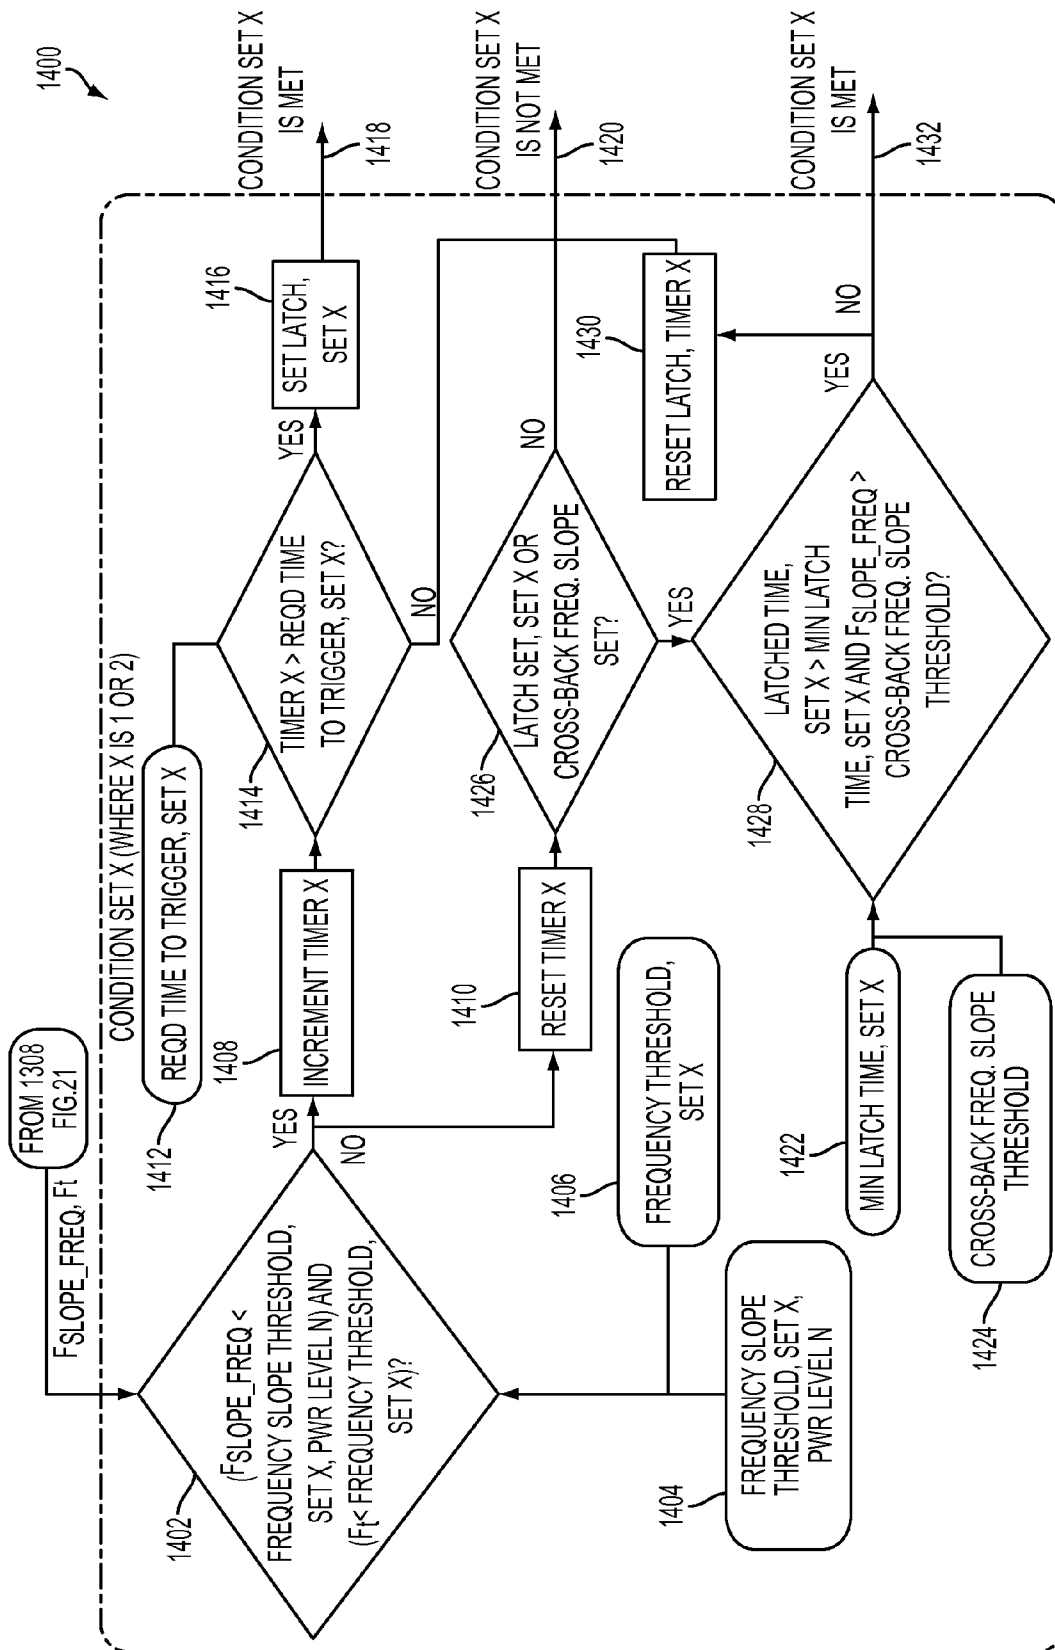 1400
FROM 1308
FIG.21
FSLOPE_FREQ, Ft
CONDITION SET X (WHERE X IS 1 OR 2)
1402
(FSLOPE_FREQ <
FREQUENCY SLOPE THRESHOLD,
SET X, PWR LEVEL N) AND
(Ft< FREQUENCY THRESHOLD,
SET X)?
YES
NO
1404
FREQUENCY SLOPE
THRESHOLD, SET X,
PWR LEVEL N
1406
FREQUENCY THRESHOLD,
SET X
1408
INCREMENT TIMER X
1410
RESET TIMER X
1412
REQD TIME TO TRIGGER, SET X
1414
TIMER X > REQD TIME
TO TRIGGER, SET X?
YES
NO
1416
SET LATCH,
SET X
CONDITION SET X
IS MET
1418
1426
LATCH SET, SET X OR
CROSS-BACK FREQ. SLOPE
SET?
NO
YES
CONDITION SET X
IS NOT MET
1420
1430
RESET LATCH, TIMER X
1422
MIN LATCH TIME, SET X
1424
CROSS-BACK FREQ. SLOPE
THRESHOLD
1428
LATCHED TIME,
SET X > MIN LATCH
TIME, SET X AND FSLOPE_FREQ >
CROSS-BACK FREQ. SLOPE
THRESHOLD?
YES
NO
CONDITION SET X
IS MET
1432